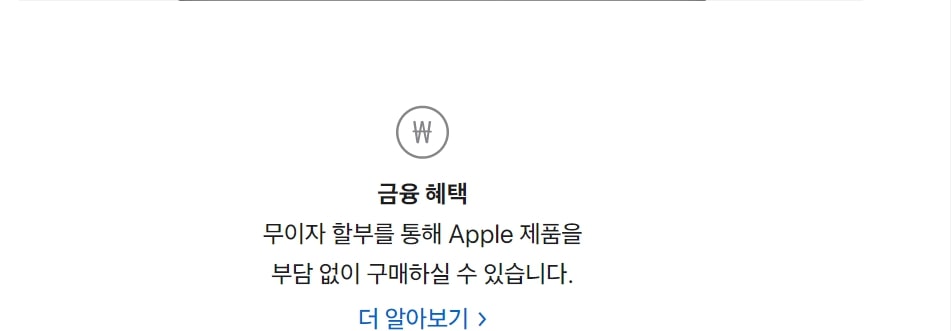 ₩
금융 혜택
무이자 할부를 통해 Apple 제품을
부담 없이 구매하실 수 있습니다.
더 알아보기 >